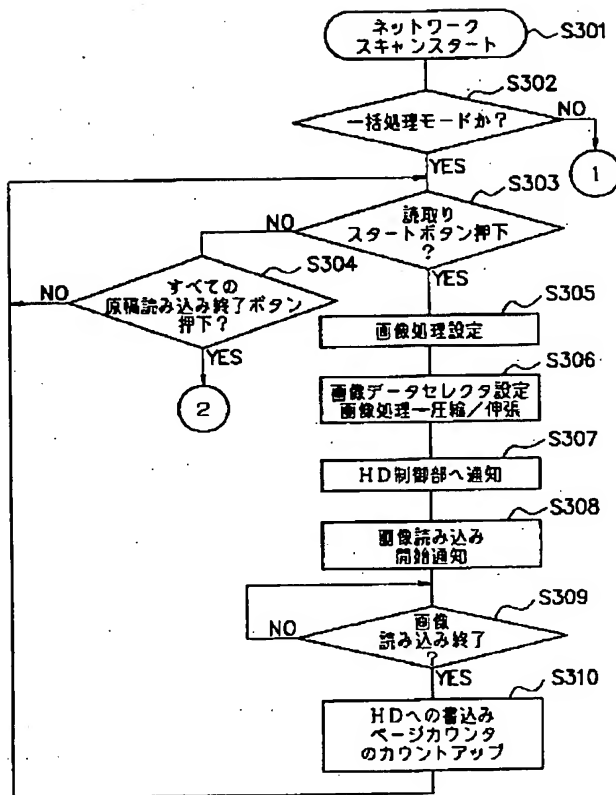 ネットワーク
スキャンスタート
S301
S302
一括処理モードか？
NO
1
YES
S303
読取り
スタートボタン押下
？
NO
YES
S304
すべての
原稿読み込み終了ボタン
押下？
NO
YES
2
S305
画像処理設定
S306
画像データセレクタ設定
画像処理ー圧縮／伸張
S307
HD制御部へ通知
S308
画像読み込み
開始通知
S309
画像
読み込み終了
？
NO
YES
S310
HDへの書込み
ページカウンタ
のカウントアップ